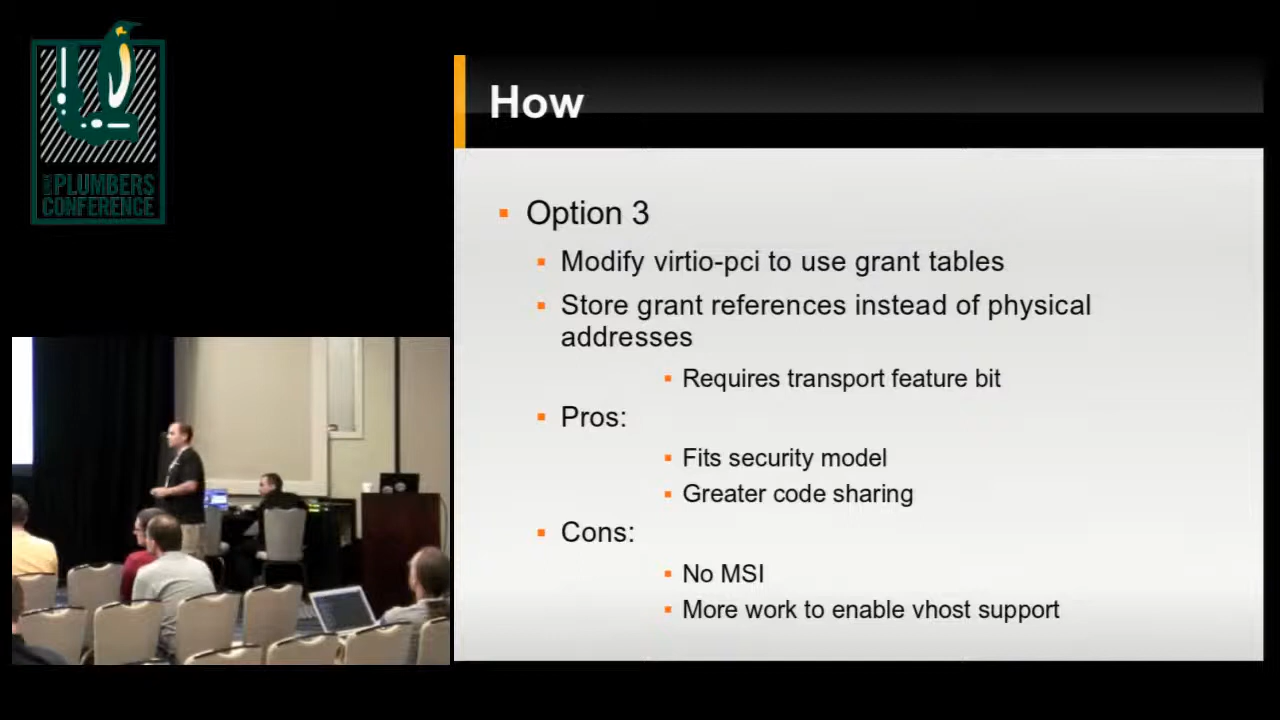 LINUX
PLUMBERS
CONFERENCE
How
Option 3
Modify virtio-pci to use grant tables
Store grant references instead of physical
addresses
Requires transport feature bit
Pros:
Fits security model
Greater code sharing
Cons:
No MSI
More work to enable vhost support